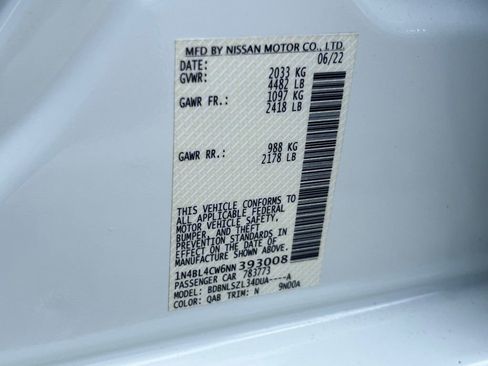 MFD BY NISSAN MOTOR CO., LTD.
DATE: 06/22
GVWR: 2033 KG
4482 LB
GAWR FR.: 1097 KG
2418 LB
GAWR RR.: 988 KG
2178 LB
THIS VEHICLE CONFORMS TO
ALL APPLICABLE FEDERAL
MOTOR VEHICLE SAFETY,
BUMPER, AND THEFT
PREVENTION STANDARDS IN
EFFECT ON THE DATE OF
MANUFACTURE SHOWN ABOVE.
1N4BL4CW6NN393008
PASSENGER CAR 783773
MODEL: BDBNLSZL34DUA----A
COLOR: QAB TRIM: N 9N00A